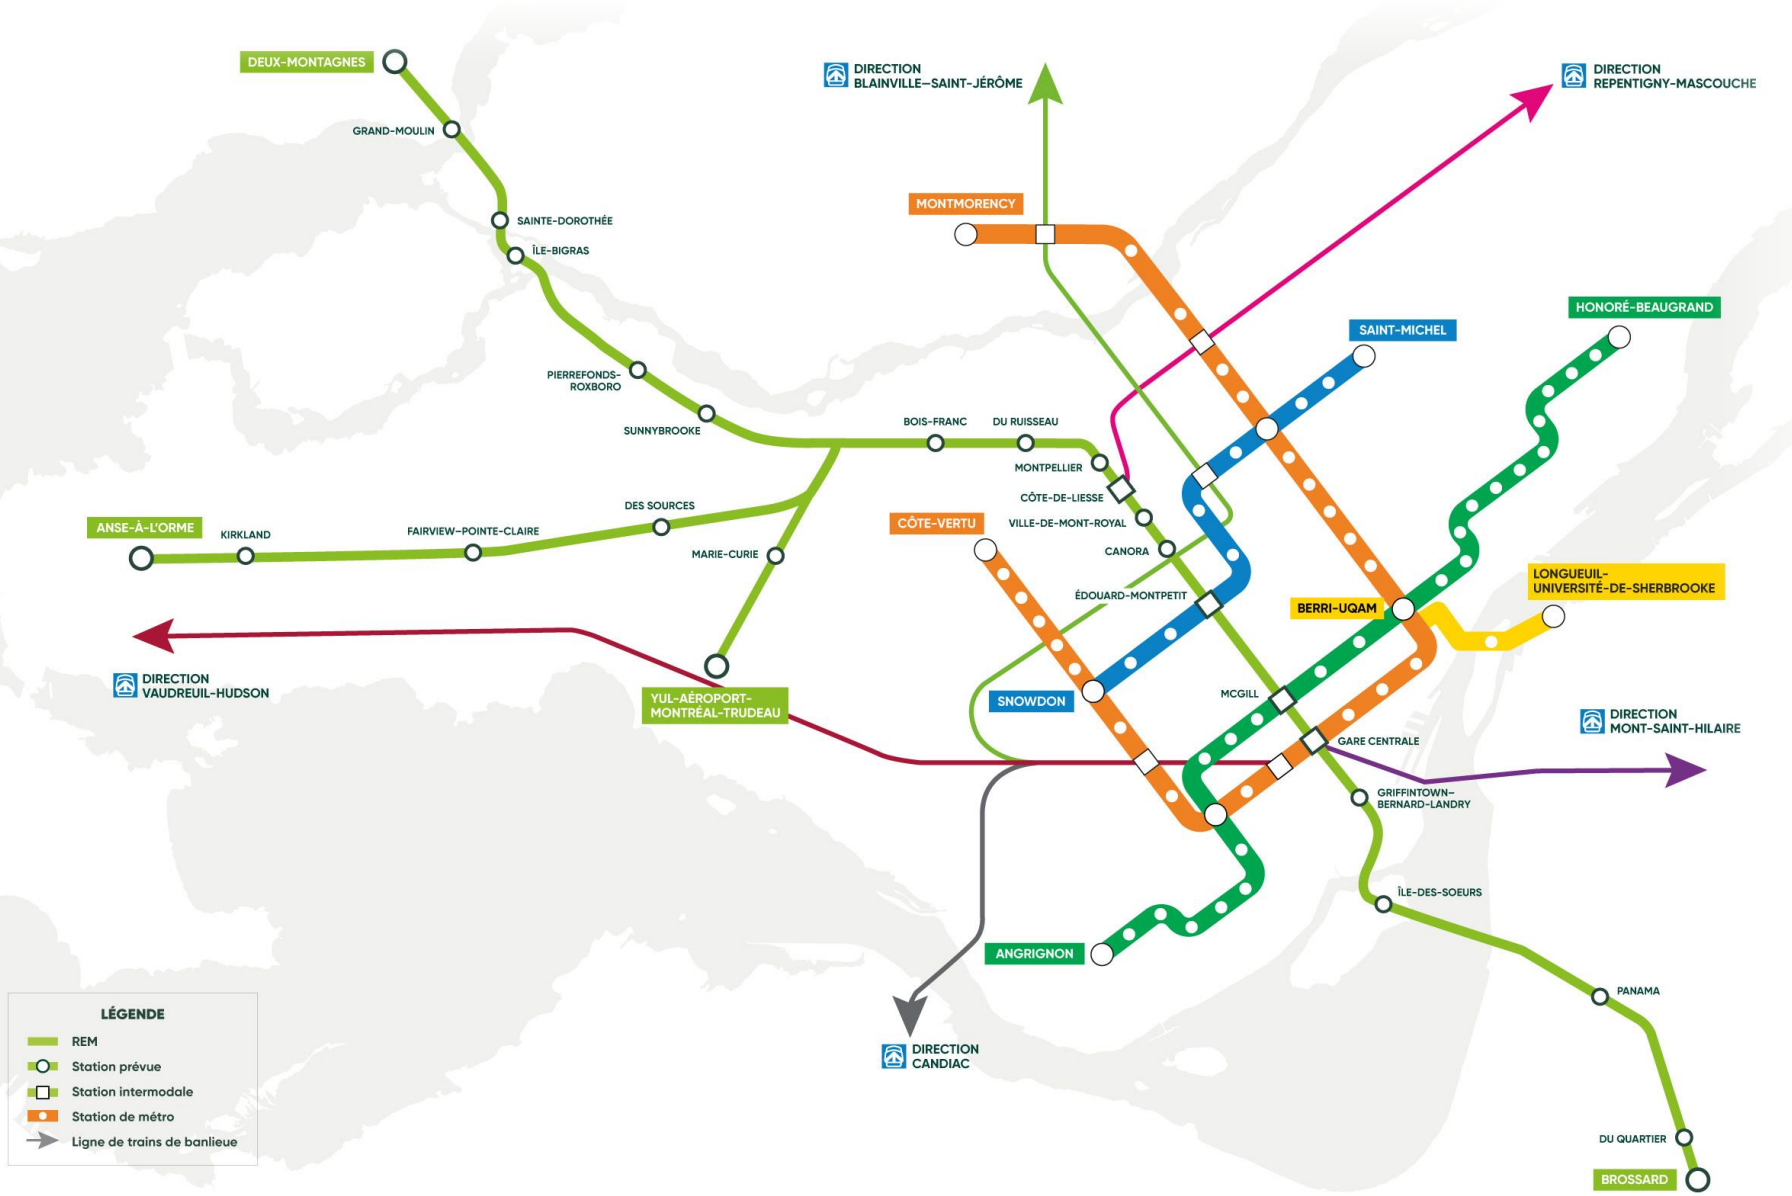 DEUX-MONTAGNES
GRAND-MOULIN
SAINTE-DOROTHÉE
ÎLE-BIGRAS
PIERREFONDS-
ROXBORO
SUNNYBROOKE
BOIS-FRANC
DU RUISSEAU
MONTPELLIER
CÔTE-DE-LIESSE
VILLE-DE-MONT-ROYAL
CANORA
ÉDOUARD-MONTPETIT
MCGILL
GARE CENTRALE
GRIFFINTOWN–
BERNARD-LANDRY
ÎLE-DES-SOEURS
PANAMA
DU QUARTIER
BROSSARD
ANSE-À-L'ORME
KIRKLAND
FAIRVIEW–POINTE-CLAIRE
DES SOURCES
MARIE-CURIE
YUL-AÉROPORT-
MONTRÉAL-TRUDEAU
DIRECTION
BLAINVILLE–SAINT-JÉRÔME
DIRECTION
REPENTIGNY-MASCOUCHE
MONTMORENCY
SAINT-MICHEL
HONORÉ-BEAUGRAND
CÔTE-VERTU
BERRI-UQAM
LONGUEUIL-
UNIVERSITÉ-DE-SHERBROOKE
SNOWDON
ANGRIGNON
DIRECTION
VAUDREUIL-HUDSON
DIRECTION
MONT-SAINT-HILAIRE
DIRECTION
CANDIAC
LÉGENDE
REM
Station prévue
Station intermodale
Station de métro
Ligne de trains de banlieue